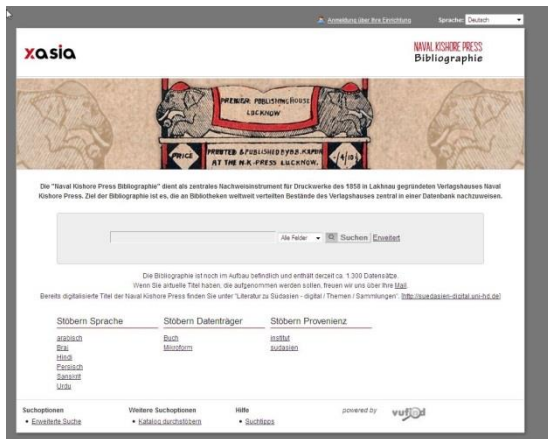 Anmeldung über Ihre Einrichtung Sprache: Deutsch
xasia
NAVAL KISHORE PRESS
Bibliographie
PREMIER PUBLISHING HOUSE
LUCKNOW
PRICE PRINTED & PUBLISHED BY B.B. KAPUR /4/
AT THE N.K-PRESS LUCKNOW.
Die "Naval Kishore Press Bibliographie" dient als zentrales Nachweisinstrument für Druckwerke des 1858 in Lakhnau gegründeten Verlagshauses Naval
Kishore Press. Ziel der Bibliographie ist es, die an Bibliotheken weltweit verteilten Bestände des Verlagshauses zentral in einer Datenbank nachzuweisen.
Alle Felder Suchen Erweitert
Die Bibliographie ist noch im Aufbau befindlich und enthält derzeit ca. 1.300 Datensätze.
Wenn Sie aktuelle Titel haben, die aufgenommen werden sollen, freuen wir uns über Ihre Mail.
Bereits digitalisierte Titel der Naval Kishore Press finden Sie unter "Literatur zu Südasien - digital / Themen / Sammlungen". [http://suedasien-digital.uni-hd.de]
Stöbern Sprache Stöbern Datenträger Stöbern Provenienz
arabisch Buch institut
Braj Mikroform sudasien
Hindi
Persisch
Sanskrit
Urdu
Suchoptionen Weitere Suchoptionen Hilfe powered by vufind
• Erweiterte Suche • Katalog durchstöbern • Suchtipps